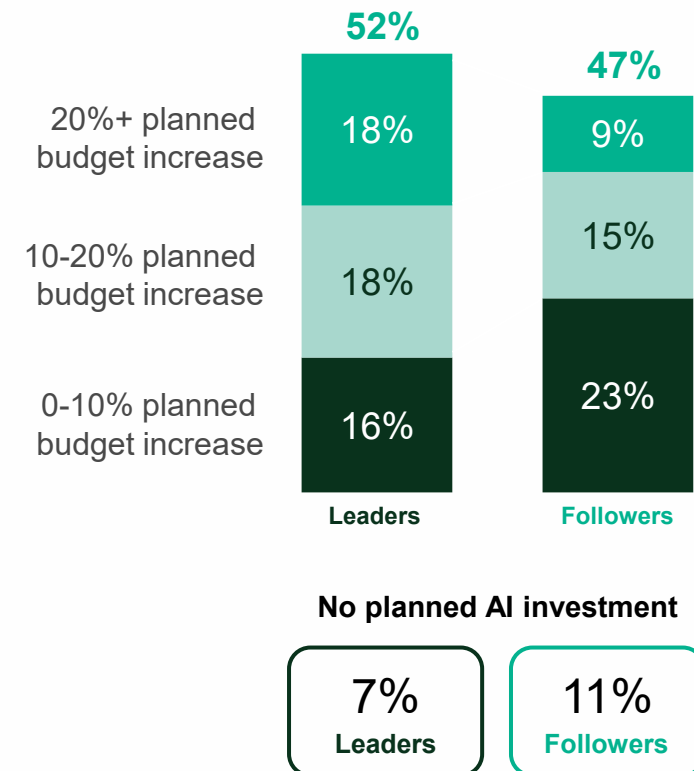 52%
47%
20%+ planned
budget increase
18%
9%
10-20% planned
budget increase
18%
15%
0-10% planned
budget increase
16%
23%
Leaders
Followers
No planned AI investment
7%
Leaders
11%
Followers